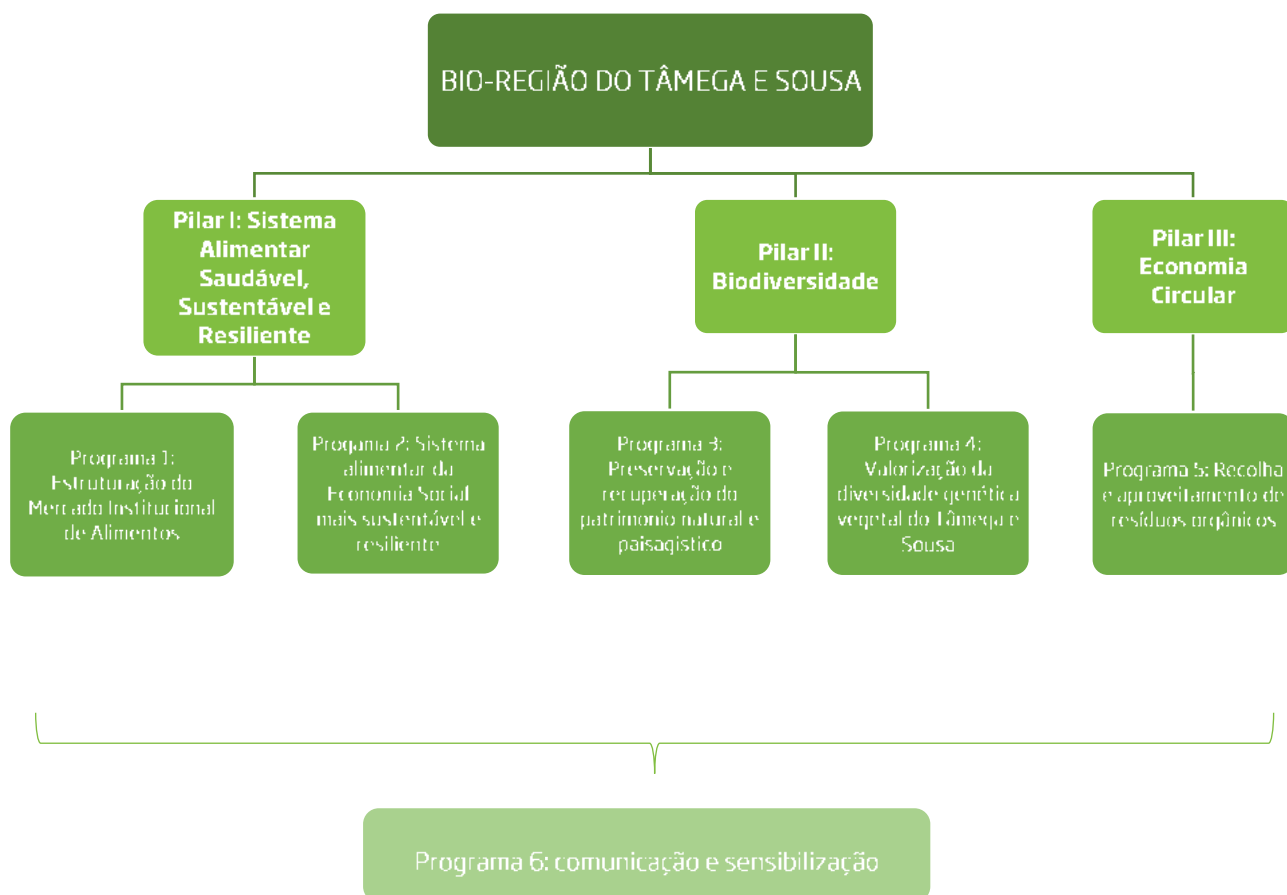 BIO-REGIÃO DO TÂMEGA E SOUSA
Pilar I: Sistema
Alimentar
Saudável,
Sustentável e
Resiliente
Pilar II:
Biodiversidade
Pilar III:
Economia
Circular
Programa 1:
Estruturação do
Mercado Institucional
de Alimentos
Progama 2: Sistema
alimentar da
Economia Social
mais sustentável e
resiliente
Programa 3:
Preservação e
recuperação do
patrimonio natural e
paisagístico
Programa 4:
Valorização da
diversidade genética
vegetal do Tâmega e
Sousa
Programa 5: Recolha
e aproveitamento de
resíduos orgânicos
Programa 6: comunicação e sensibilização